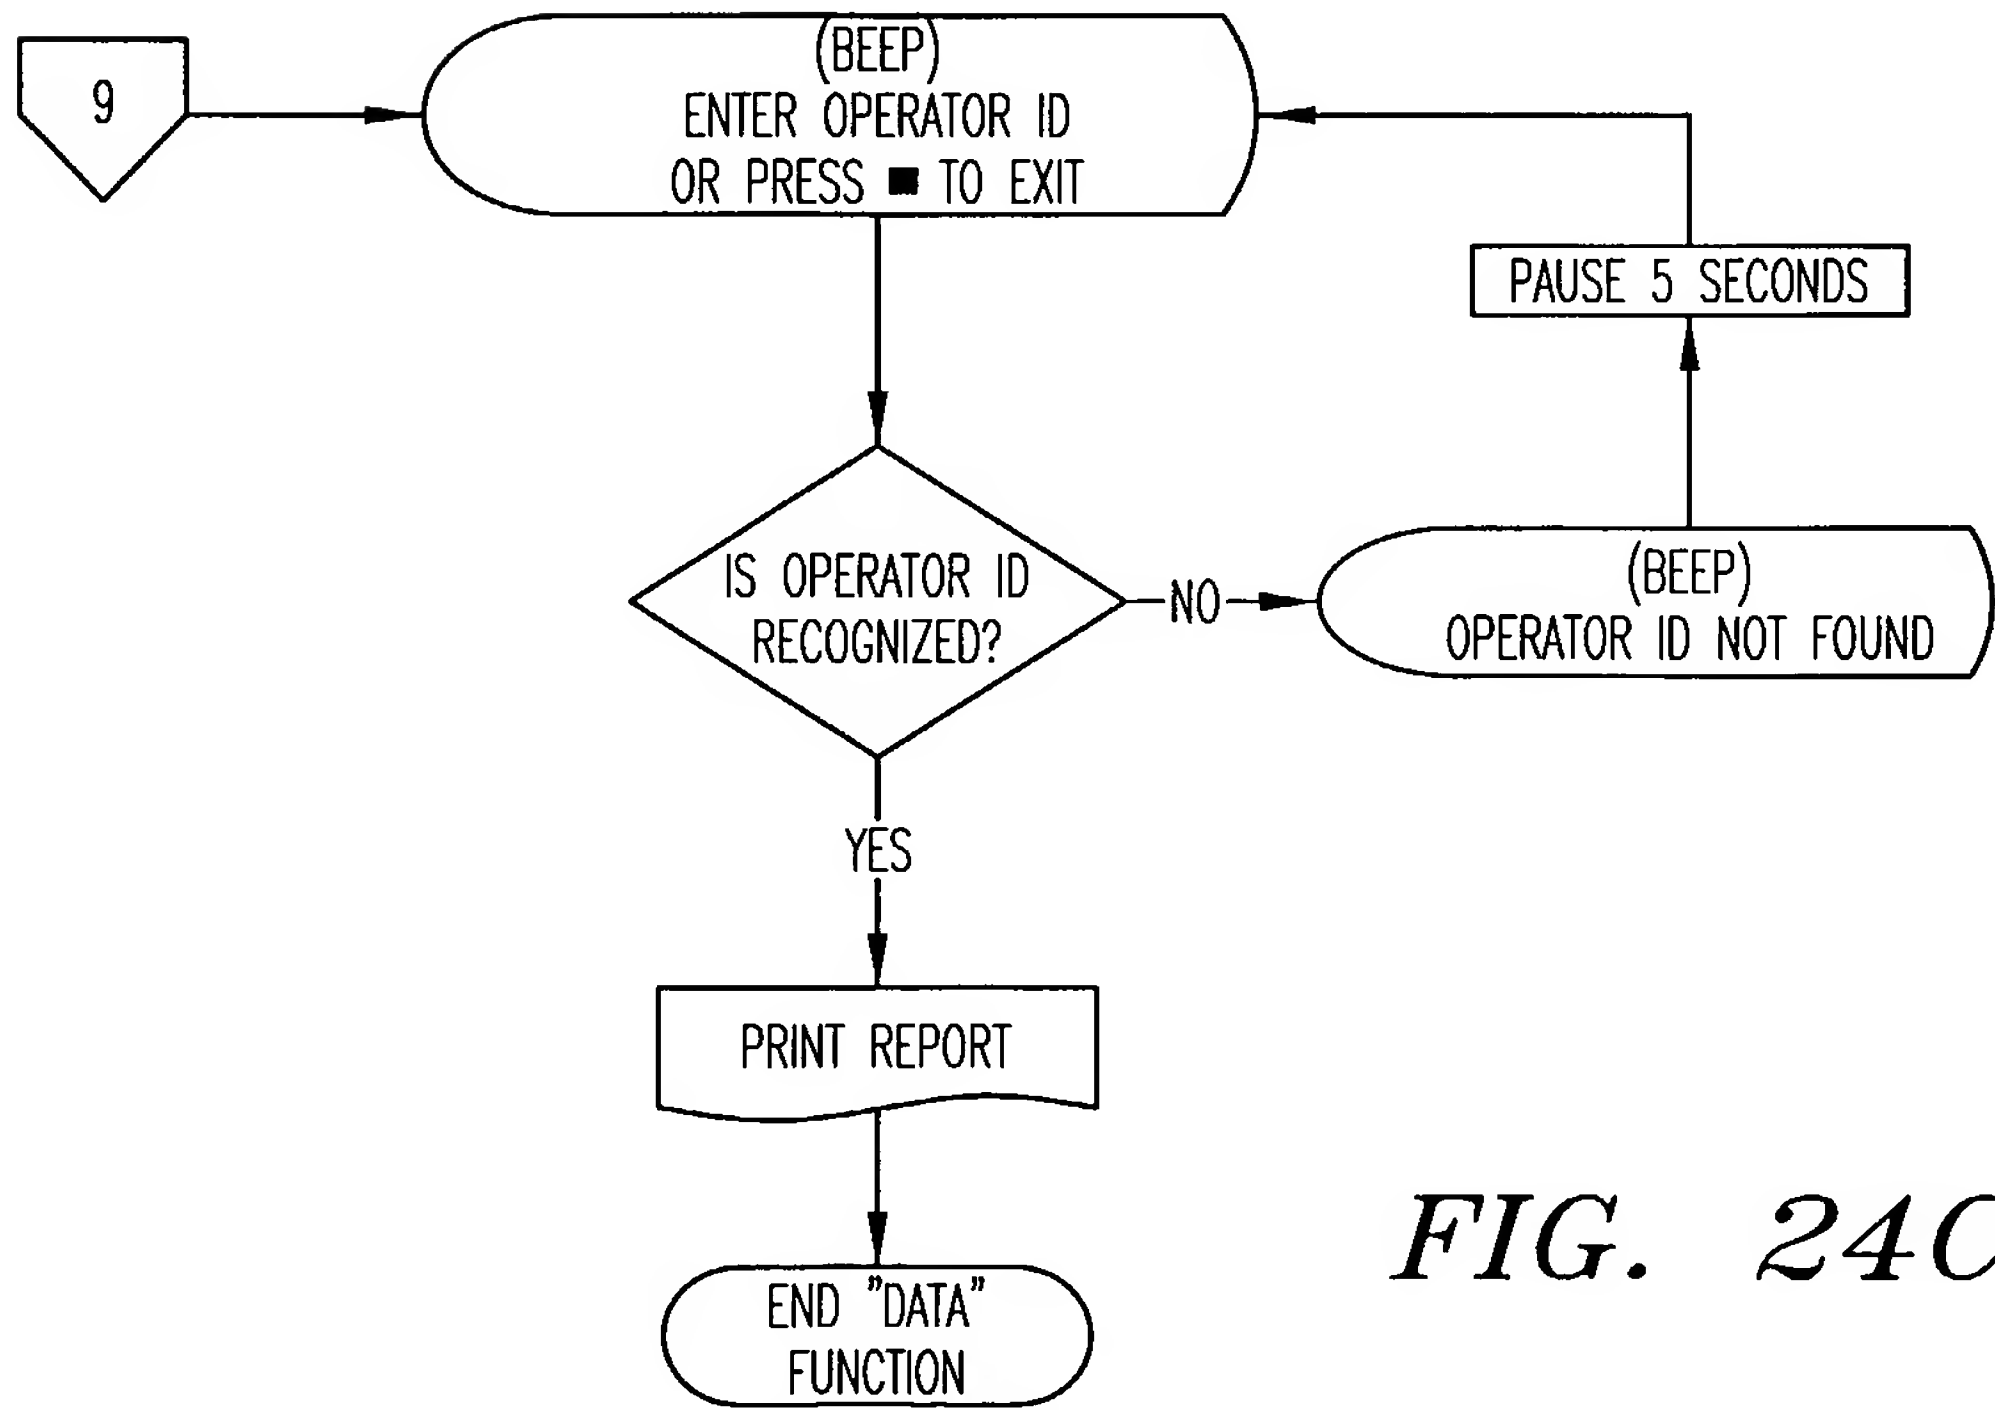 9
(BEEP)
ENTER OPERATOR ID
OR PRESS ■ TO EXIT
PAUSE 5 SECONDS
IS OPERATOR ID
RECOGNIZED?
NO
(BEEP)
OPERATOR ID NOT FOUND
YES
PRINT REPORT
END "DATA"
FUNCTION
FIG.